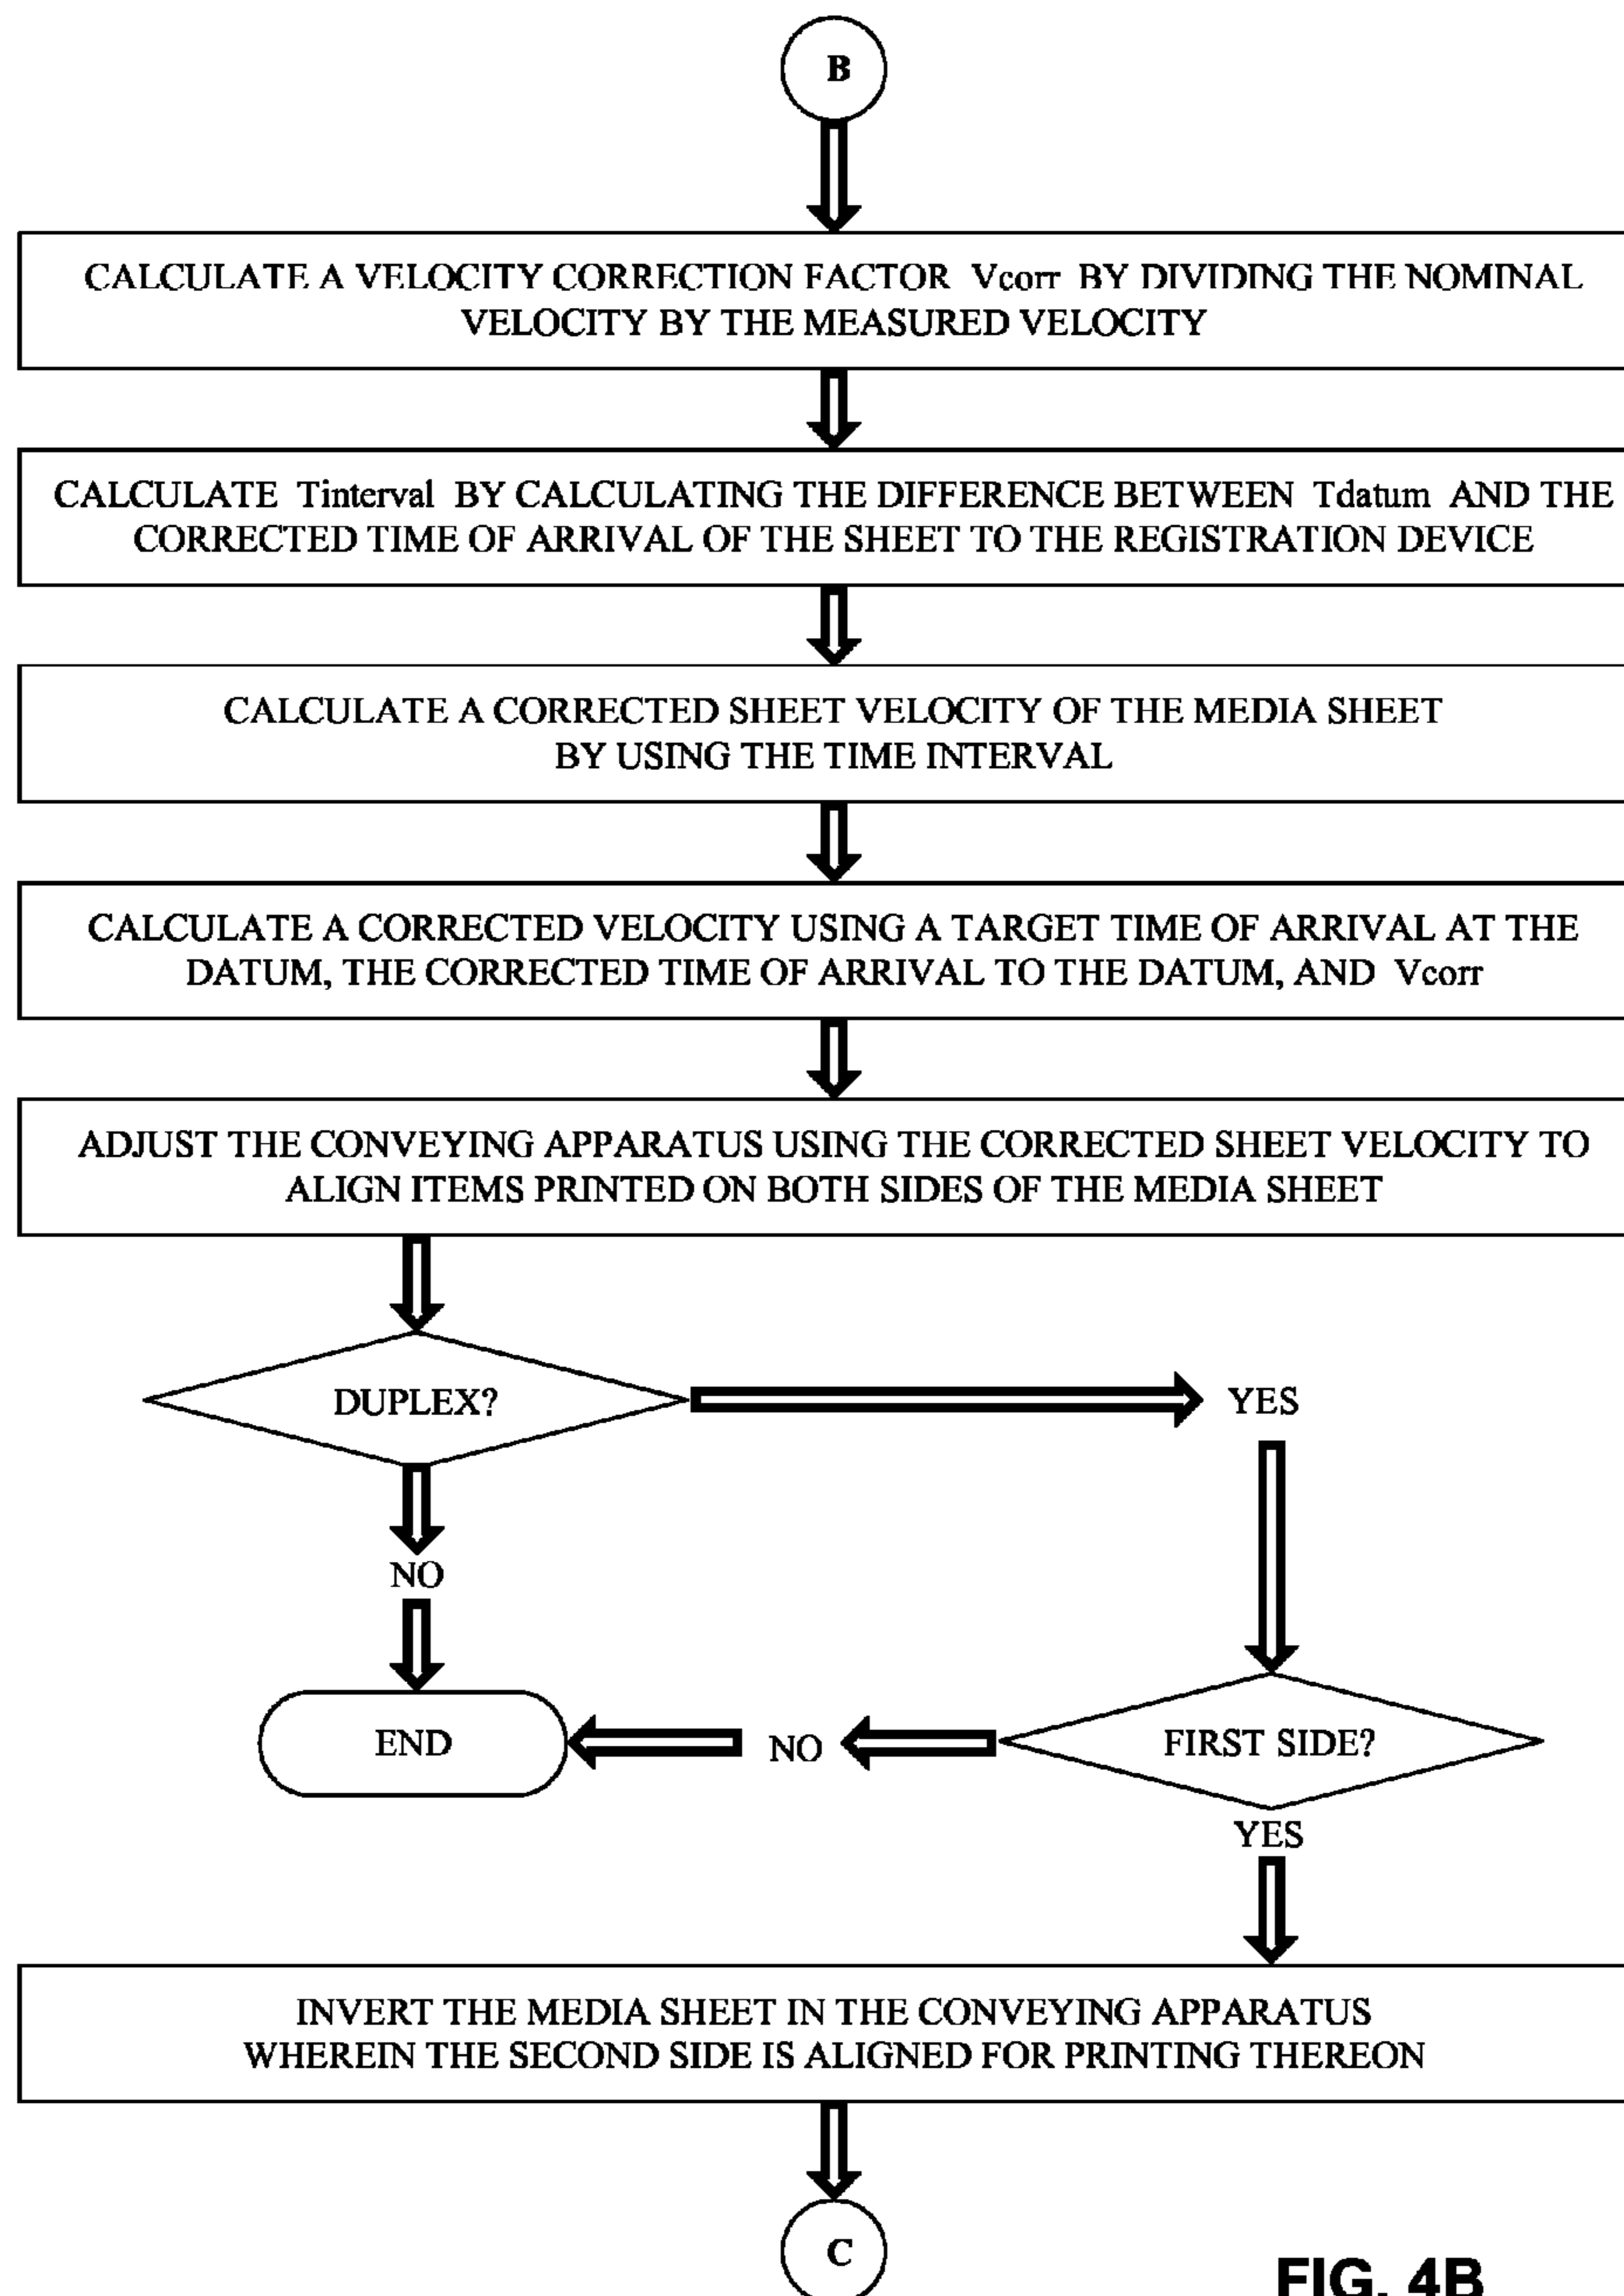 B
CALCULATE A VELOCITY CORRECTION FACTOR Vcorr BY DIVIDING THE NOMINAL
VELOCITY BY THE MEASURED VELOCITY
CALCULATE Tinterval BY CALCULATING THE DIFFERENCE BETWEEN Tdatum AND THE
CORRECTED TIME OF ARRIVAL OF THE SHEET TO THE REGISTRATION DEVICE
CALCULATE A CORRECTED SHEET VELOCITY OF THE MEDIA SHEET
BY USING THE TIME INTERVAL
CALCULATE A CORRECTED VELOCITY USING A TARGET TIME OF ARRIVAL AT THE
DATUM, THE CORRECTED TIME OF ARRIVAL TO THE DATUM, AND Vcorr
ADJUST THE CONVEYING APPARATUS USING THE CORRECTED SHEET VELOCITY TO
ALIGN ITEMS PRINTED ON BOTH SIDES OF THE MEDIA SHEET
DUPLEX?
YES
NO
END
NO
FIRST SIDE?
YES
INVERT THE MEDIA SHEET IN THE CONVEYING APPARATUS
WHEREIN THE SECOND SIDE IS ALIGNED FOR PRINTING THEREON
C
FIG. 4B